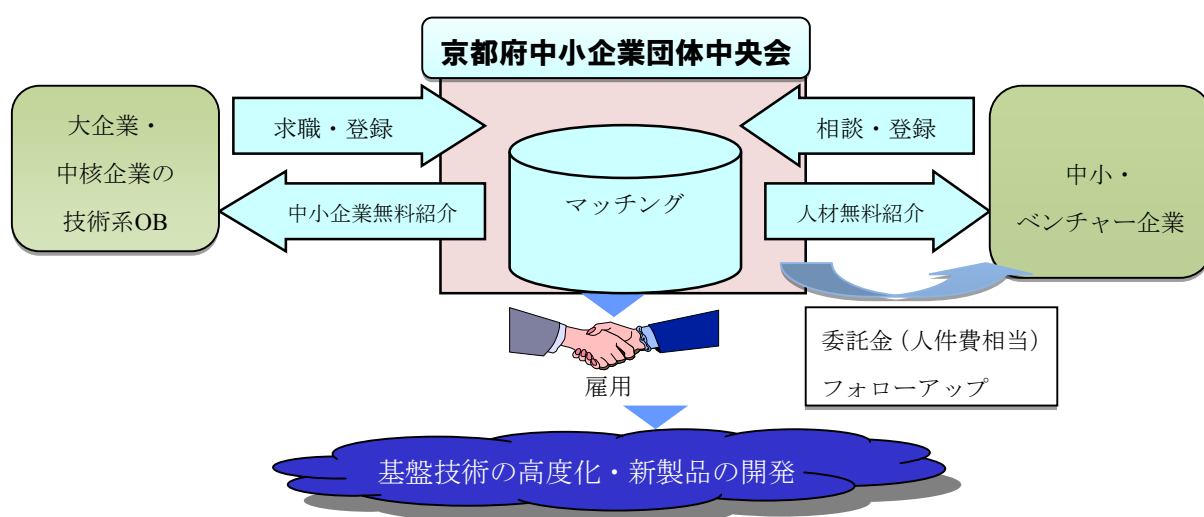 京都府中小企業団体中央会
大企業・
中核企業の
技術系OB
求職・登録
中小企業無料紹介
マッチング
相談・登録
人材無料紹介
中小・
ベンチャー企業
委託金（人件費相当）
フォローアップ
雇用
基盤技術の高度化・新製品の開発